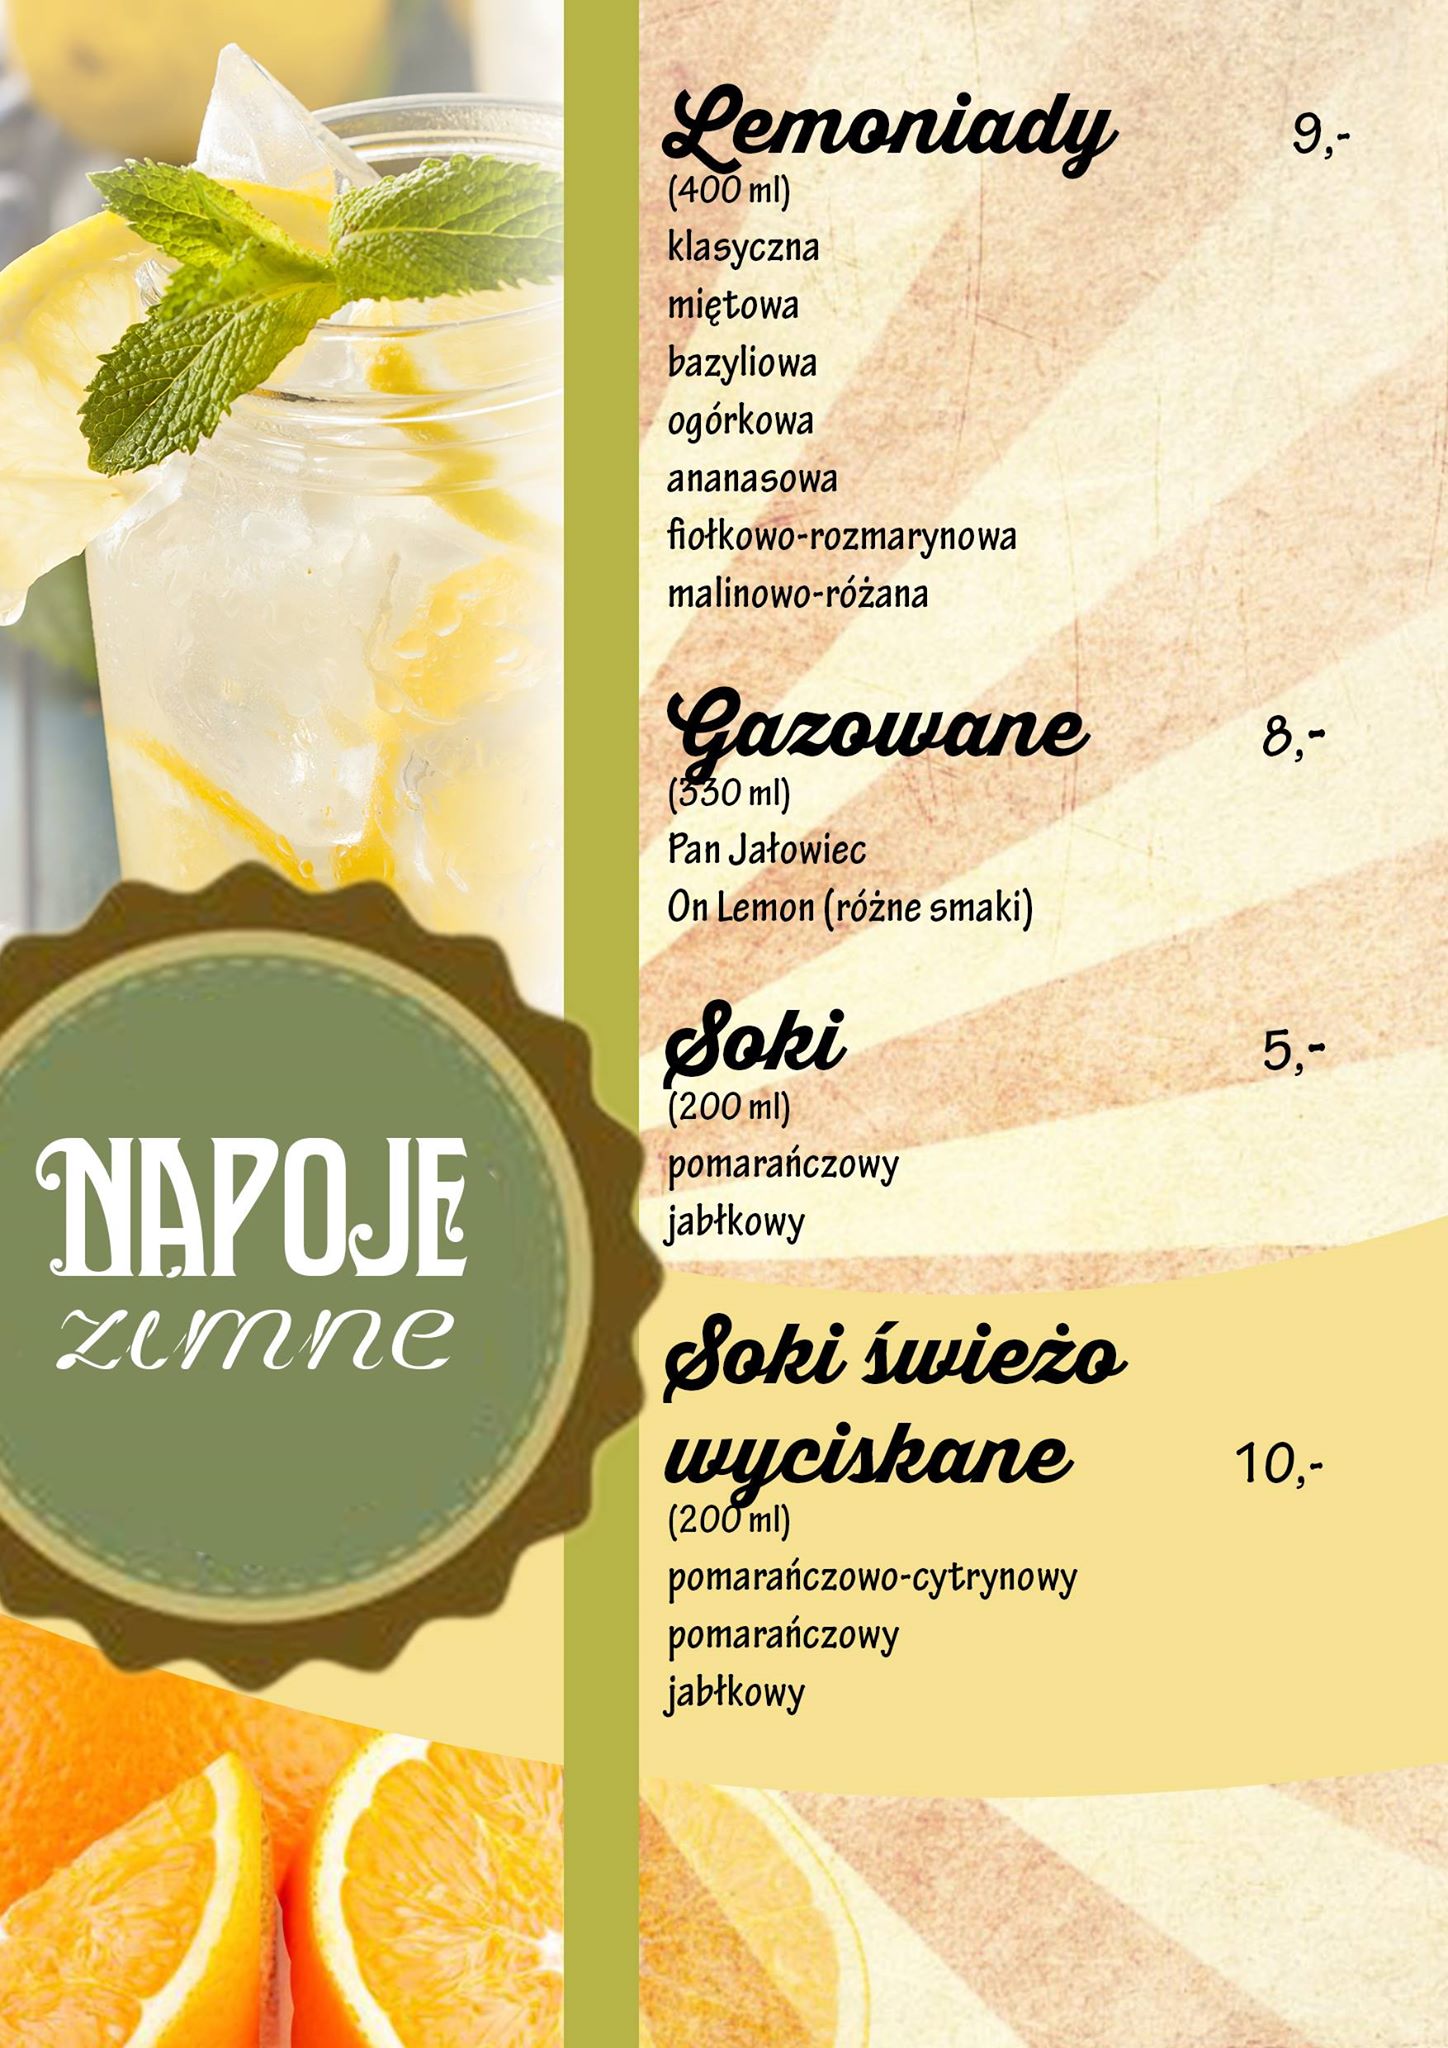 NAPOJE
zimne
Lemoniady 9,-
(400 ml)
klasyczna
miętowa
bazyliowa
ogórkowa
ananasowa
fiołkowo-rozmarynowa
malinowo-różana
Gazowane 8,-
(330 ml)
Pan Jałowiec
On Lemon (różne smaki)
Soki 5,-
(200 ml)
pomarańczowy
jabłkowy
Soki świeżo
wyciskane 10,-
(200 ml)
pomarańczowo-cytrynowy
pomarańczowy
jabłkowy